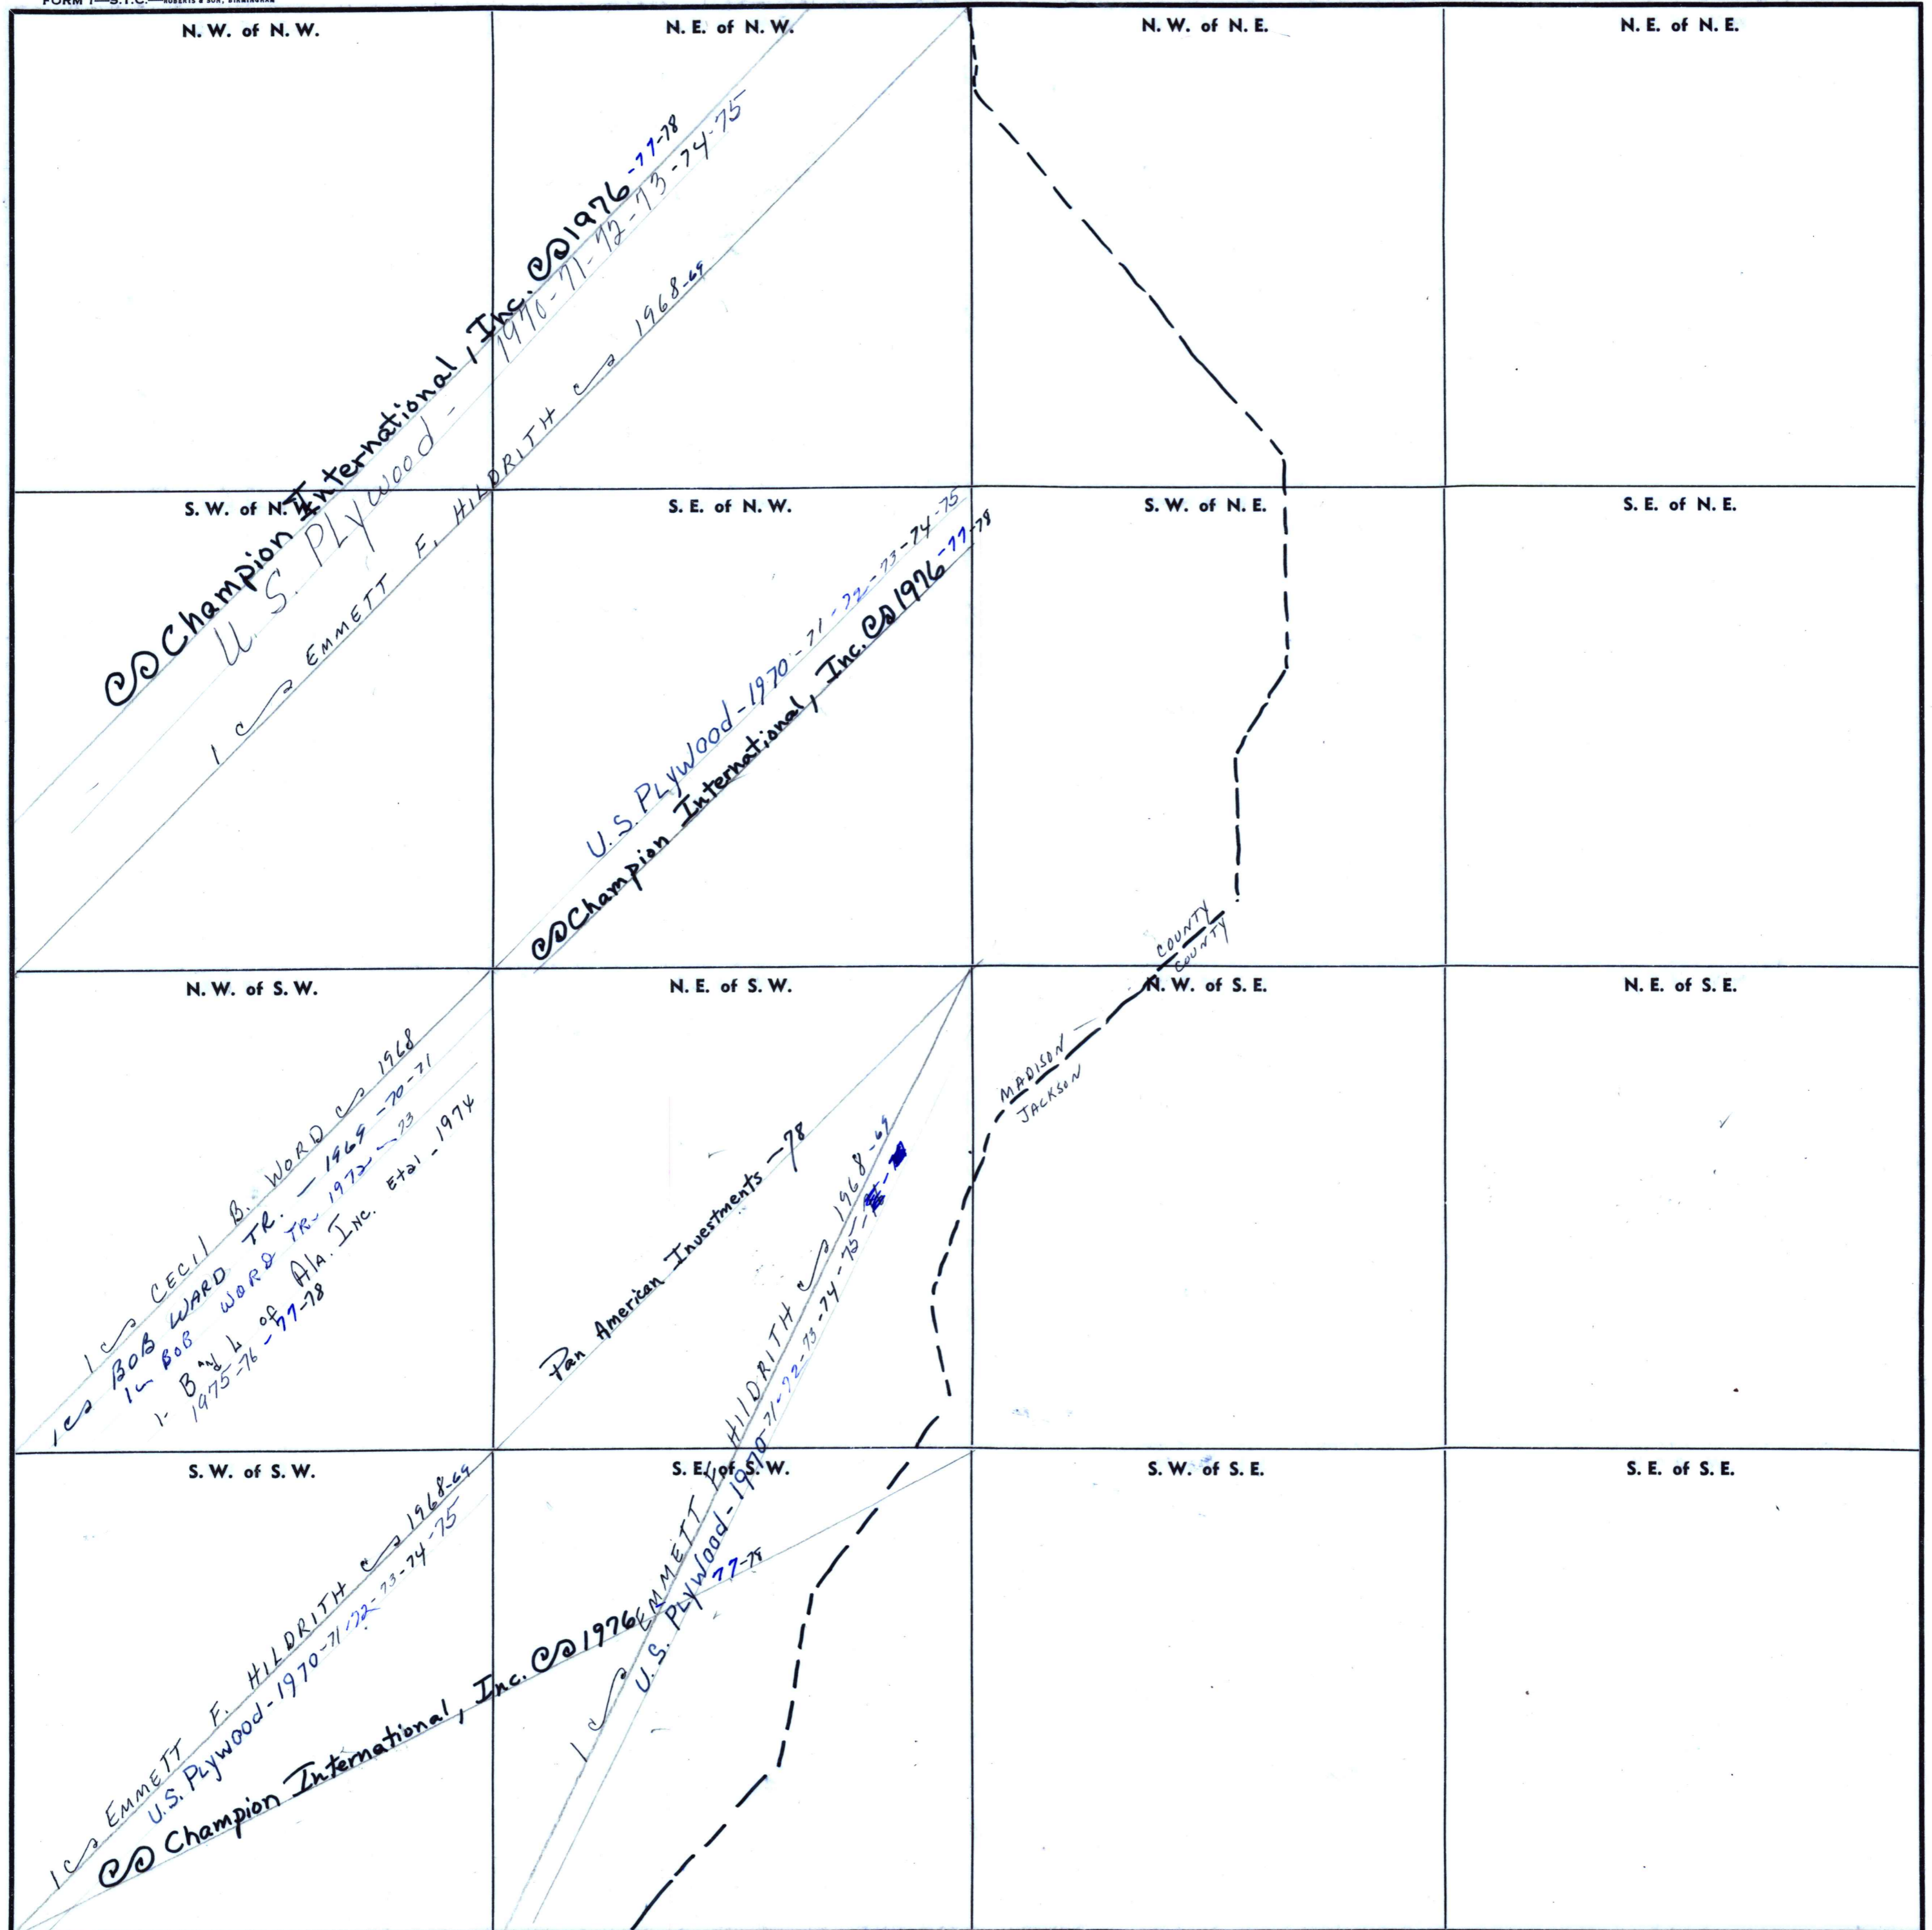 FORM 7—S.T.C.—ROBERTS & SON, BIRMINGHAM
N. W. of N. W.
N. E. of N. W.
N. W. of N. E.
N. E. of N. E.
Champion International, Inc. 1976-77-78
U. S. PLywood - 1970-71-72-73-74-75
1 EMMETT F. HILDRITH 1968-69
S. W. of N. W.
S. E. of N. W.
S. W. of N. E.
S. E. of N. E.
U.S. PLywood-1970-71-72-73-74-75
Champion International, Inc. 1976-77-78
COUNTY
COUNTY
MADISON
JACKSON
N. W. of S. W.
N. E. of S. W.
N. W. of S. E.
N. E. of S. E.
1 CECIL B. WORD 1968
1 BOB WARD TR. - 1969-70-71
1 BOB WORD TR- 1972-73
1- B and L of Ala. Inc. Etal - 1974
1975-76-77-78
Pan American Investments -78
1 EMMETT F. HILDRITH 1968-69
U.S. PLywood-1970-71-72-73-74-75-
S. W. of S. W.
S. E. of S. W.
S. W. of S. E.
S. E. of S. E.
1 EMMETT F. HILDRITH 1968-69
U.S. PLywood-1970-71-72-73-74-75
Champion International, Inc. 1976 77-78